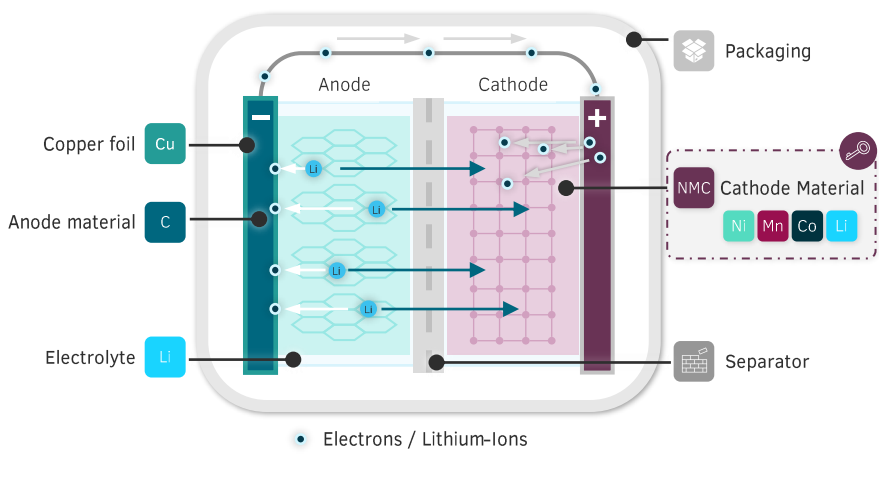 Packaging
Anode
Cathode
−
+
Copper foil
Cu
Li
NMC
Cathode Material
Anode material
C
Li
Ni
Mn
Co
Li
Li
Li
Electrolyte
Li
Separator
Electrons / Lithium-Ions